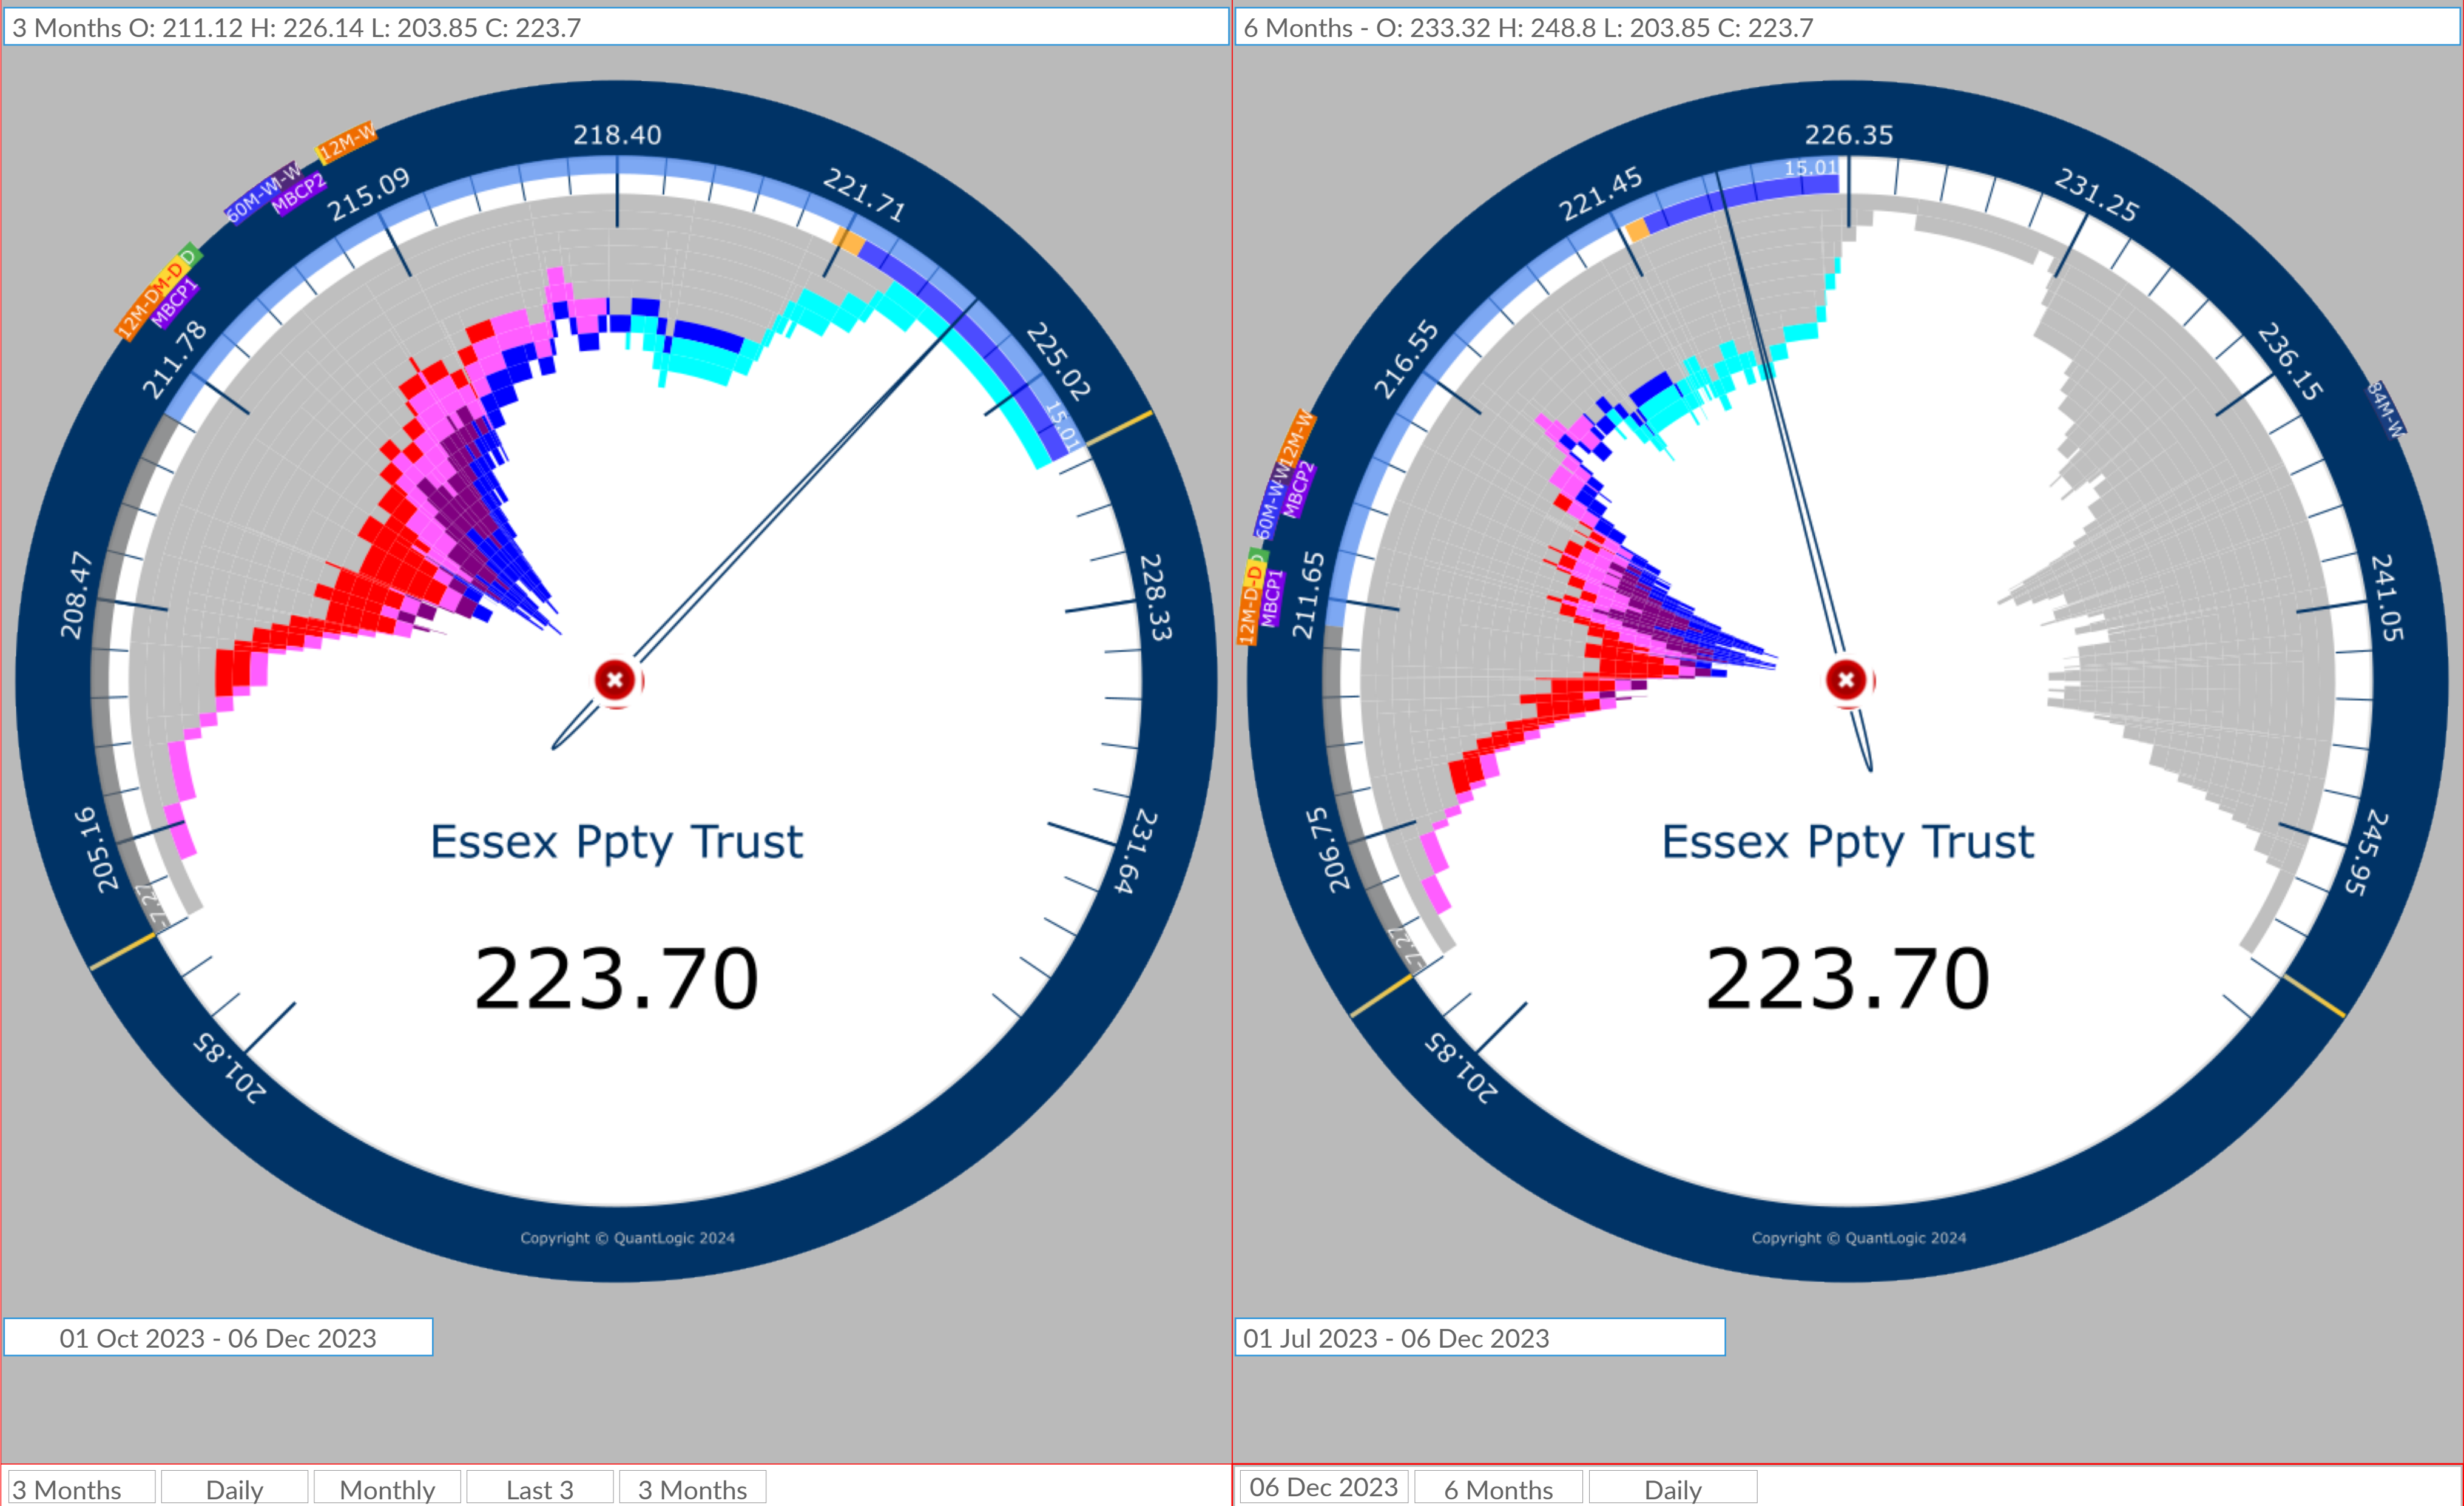 3 Months O: 211.12 H: 226.14 L: 203.85 C: 223.7
12M-W
60M-W
MBCP2
12M-D
M-D
D
MBCP1
201.85
205.16
208.47
211.78
215.09
218.40
221.71
225.02
228.33
231.64
15.01
-7.27
Essex Ppty Trust
223.70
Copyright © QuantLogic 2024
01 Oct 2023 - 06 Dec 2023
3 Months
Daily
Monthly
Last 3
3 Months
6 Months - O: 233.32 H: 248.8 L: 203.85 C: 223.7
12M-W
60M-W
MBCP2
12M-D
D
MBCP1
84M-W
201.85
206.75
211.65
216.55
221.45
226.35
231.25
236.15
241.05
245.95
15.01
-7.27
Essex Ppty Trust
223.70
Copyright © QuantLogic 2024
01 Jul 2023 - 06 Dec 2023
06 Dec 2023
6 Months
Daily